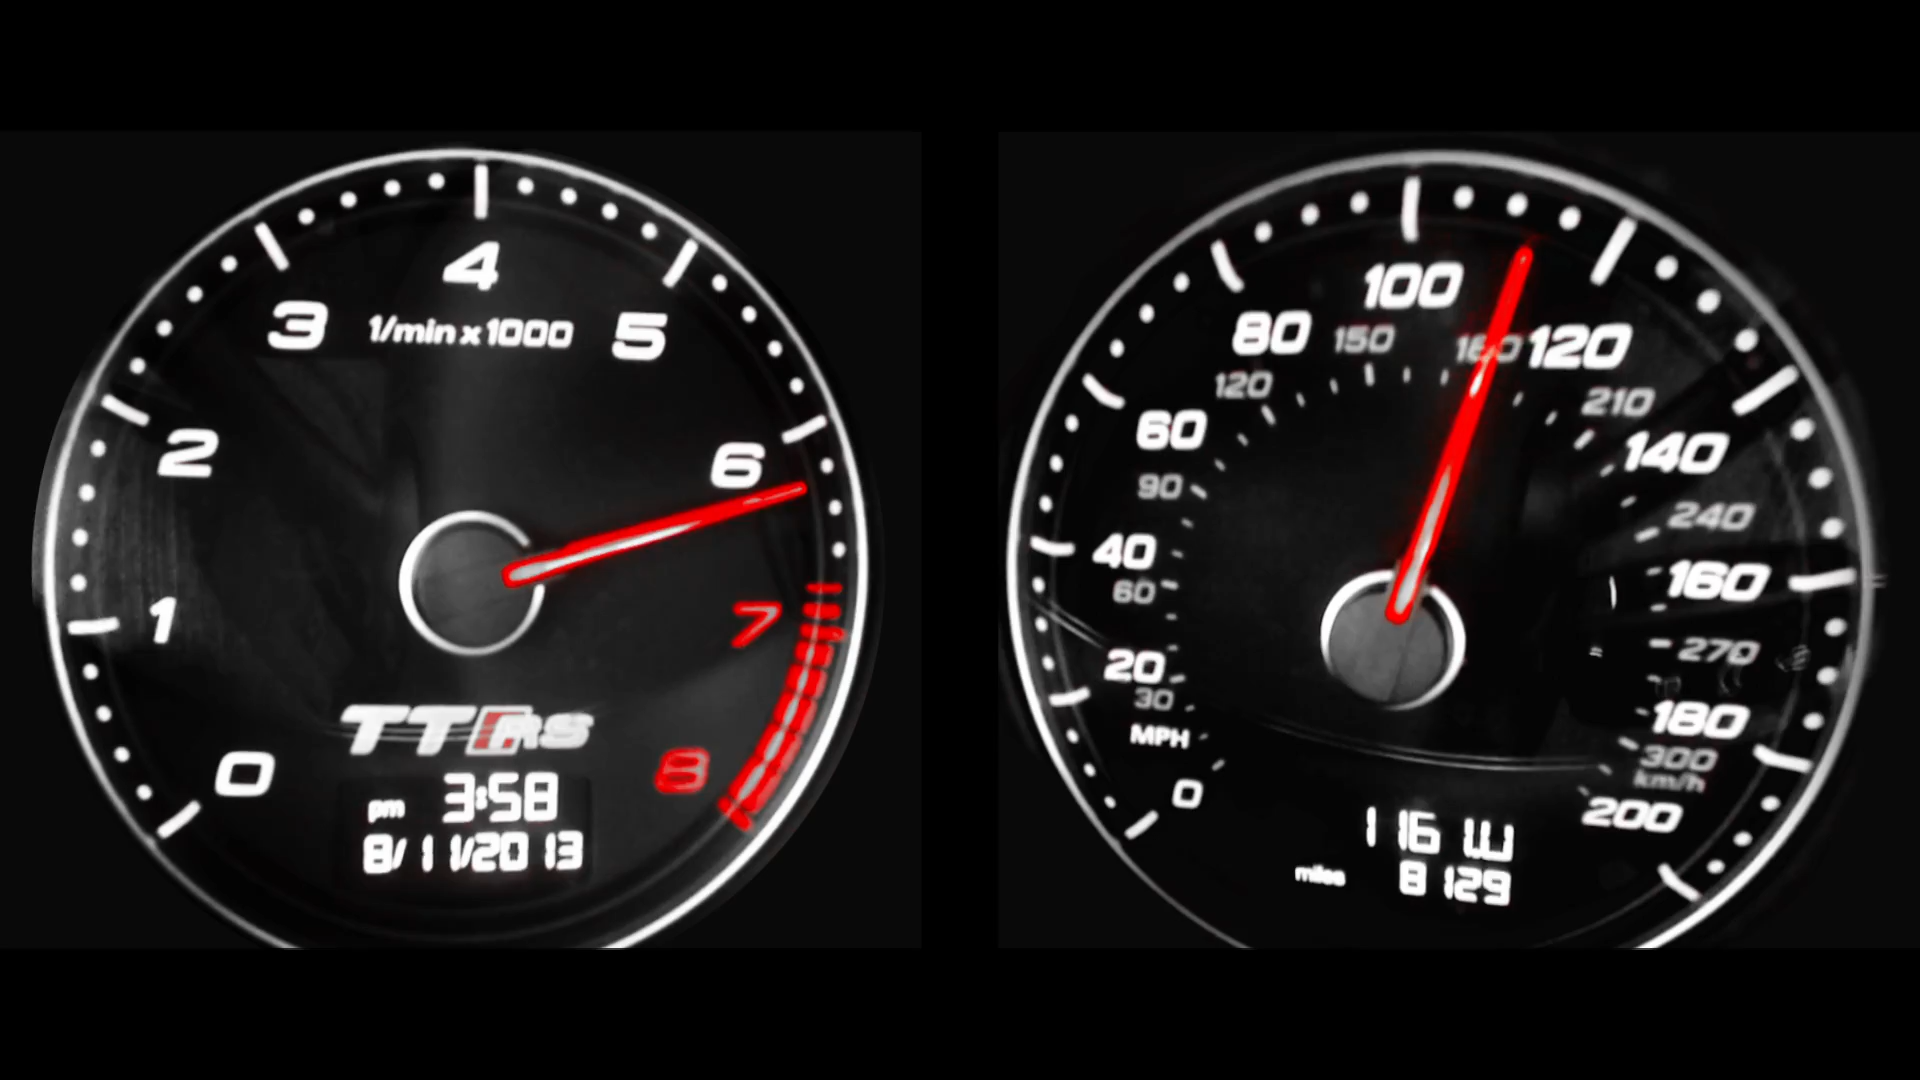 4
3 1/min x 1000 5
2 6
1 7
TT RS
0 8
pm 3:58
8/11/2013
100
80 150 180 120
120 210
60 140
90 240
40 160
60 270
20 180
30 300
MPH km/h
0 200
miles 8129